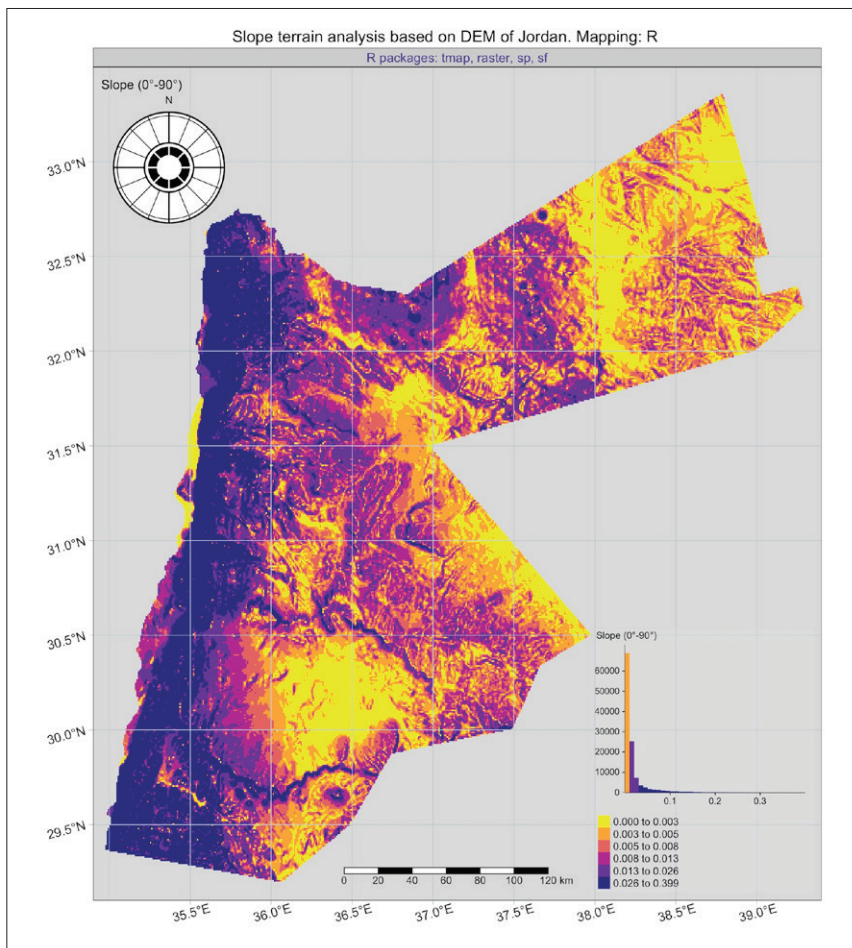 Slope terrain analysis based on DEM of Jordan. Mapping: R
R packages: tmap, raster, sp, sf
Slope (0°-90°)
N
33.0°N
32.5°N
32.0°N
31.5°N
31.0°N
30.5°N
30.0°N
29.5°N
Slope (0°-90°)
60000
50000
40000
30000
20000
10000
0
0.1 0.2 0.3
0.000 to 0.003
0.003 to 0.005
0.005 to 0.008
0.008 to 0.013
0.013 to 0.026
0.026 to 0.399
0 20 40 60 80 100 120 km
35.5°E 36.0°E 36.5°E 37.0°E 37.5°E 38.0°E 38.5°E 39.0°E